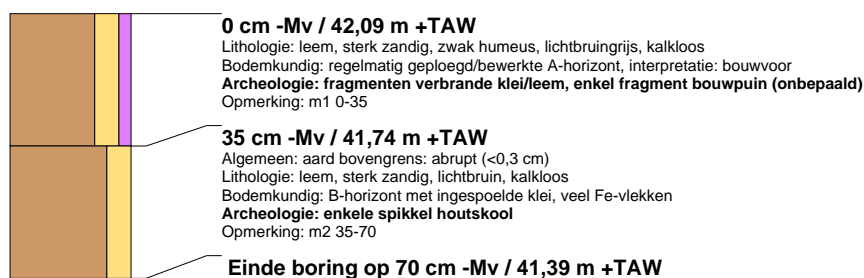 0 cm -Mv / 42,09 m +TAW
Lithologie: leem, sterk zandig, zwak humeus, lichtbruingrijs, kalkloos
Bodemkundig: regelmatig geploegd/bewerkte A-horizont, interpretatie: bouwvoor
Archeologie: fragmenten verbrande klei/leem, enkel fragment bouwpuin (onbepaald)
Opmerking: m1 0-35
35 cm -Mv / 41,74 m +TAW
Algemeen: aard bovengrens: abrupt (<0,3 cm)
Lithologie: leem, sterk zandig, lichtbruin, kalkloos
Bodemkundig: B-horizont met ingespoelde klei, veel Fe-vlekken
Archeologie: enkele spikkel houtskool
Opmerking: m2 35-70
Einde boring op 70 cm -Mv / 41,39 m +TAW